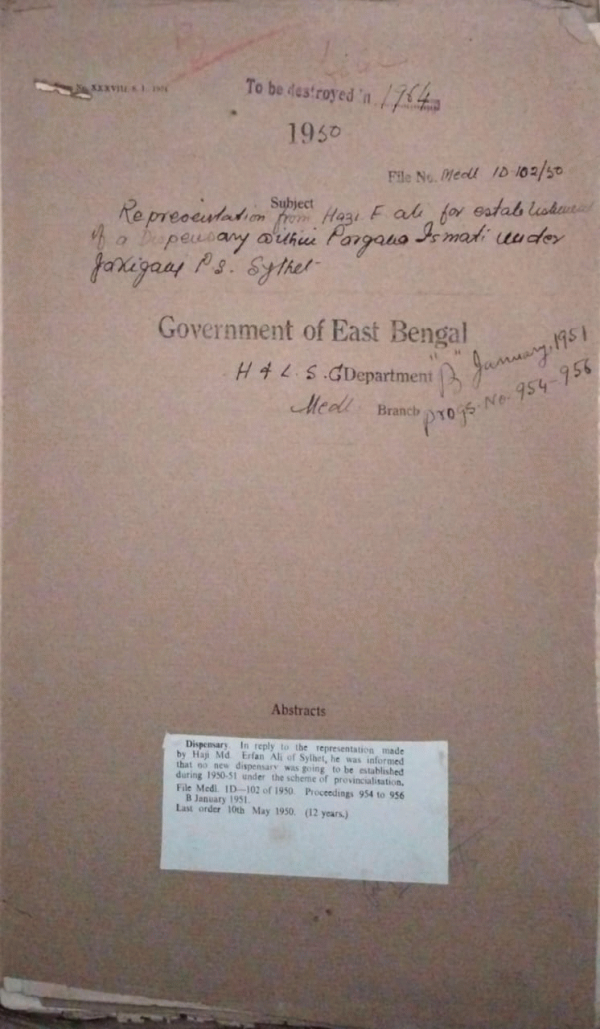 To be destroyed in 1964
1950
File No. Medl 1D-102/50
Subject
Representation from Hazi E. Ali for establishment
of a Dispensary within Pargana Ismati under
Jakiganj P.S. Sylhet
Government of East Bengal
H & L. S. G Department
"B" January, 1951
Medl. Branch
Progs. No. 954-956
Abstracts
Dispensary. In reply to the representation made
by Haji Md. Erfan Ali of Sylhet, he was informed
that no new dispensary was going to be established
during 1950-51 under the scheme of provincialisation.
File Medl. 1D—102 of 1950. Proceedings 954 to 956
B January 1951.
Last order 10th May 1950. (12 years.)